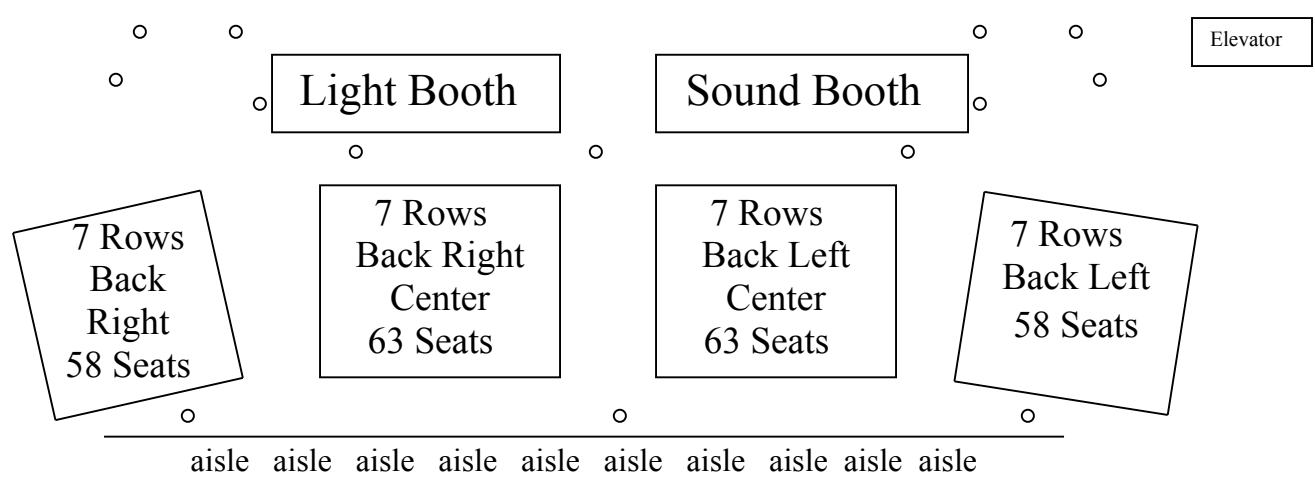 Elevator
Light Booth
Sound Booth
7 Rows
Back
Right
58 Seats
7 Rows
Back Right
Center
63 Seats
7 Rows
Back Left
Center
63 Seats
7 Rows
Back Left
58 Seats
aisle aisle aisle aisle aisle aisle aisle aisle aisle aisle